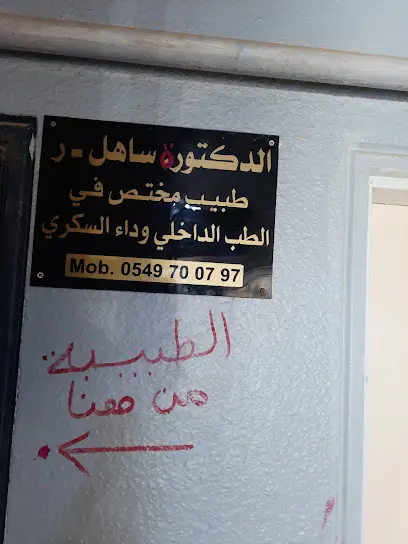 الدكتورة ساهل - ر
طبيب مختص في
الطب الداخلي وداء السكري
Mob. 0549 70 07 97
الطبيبة
من هنا